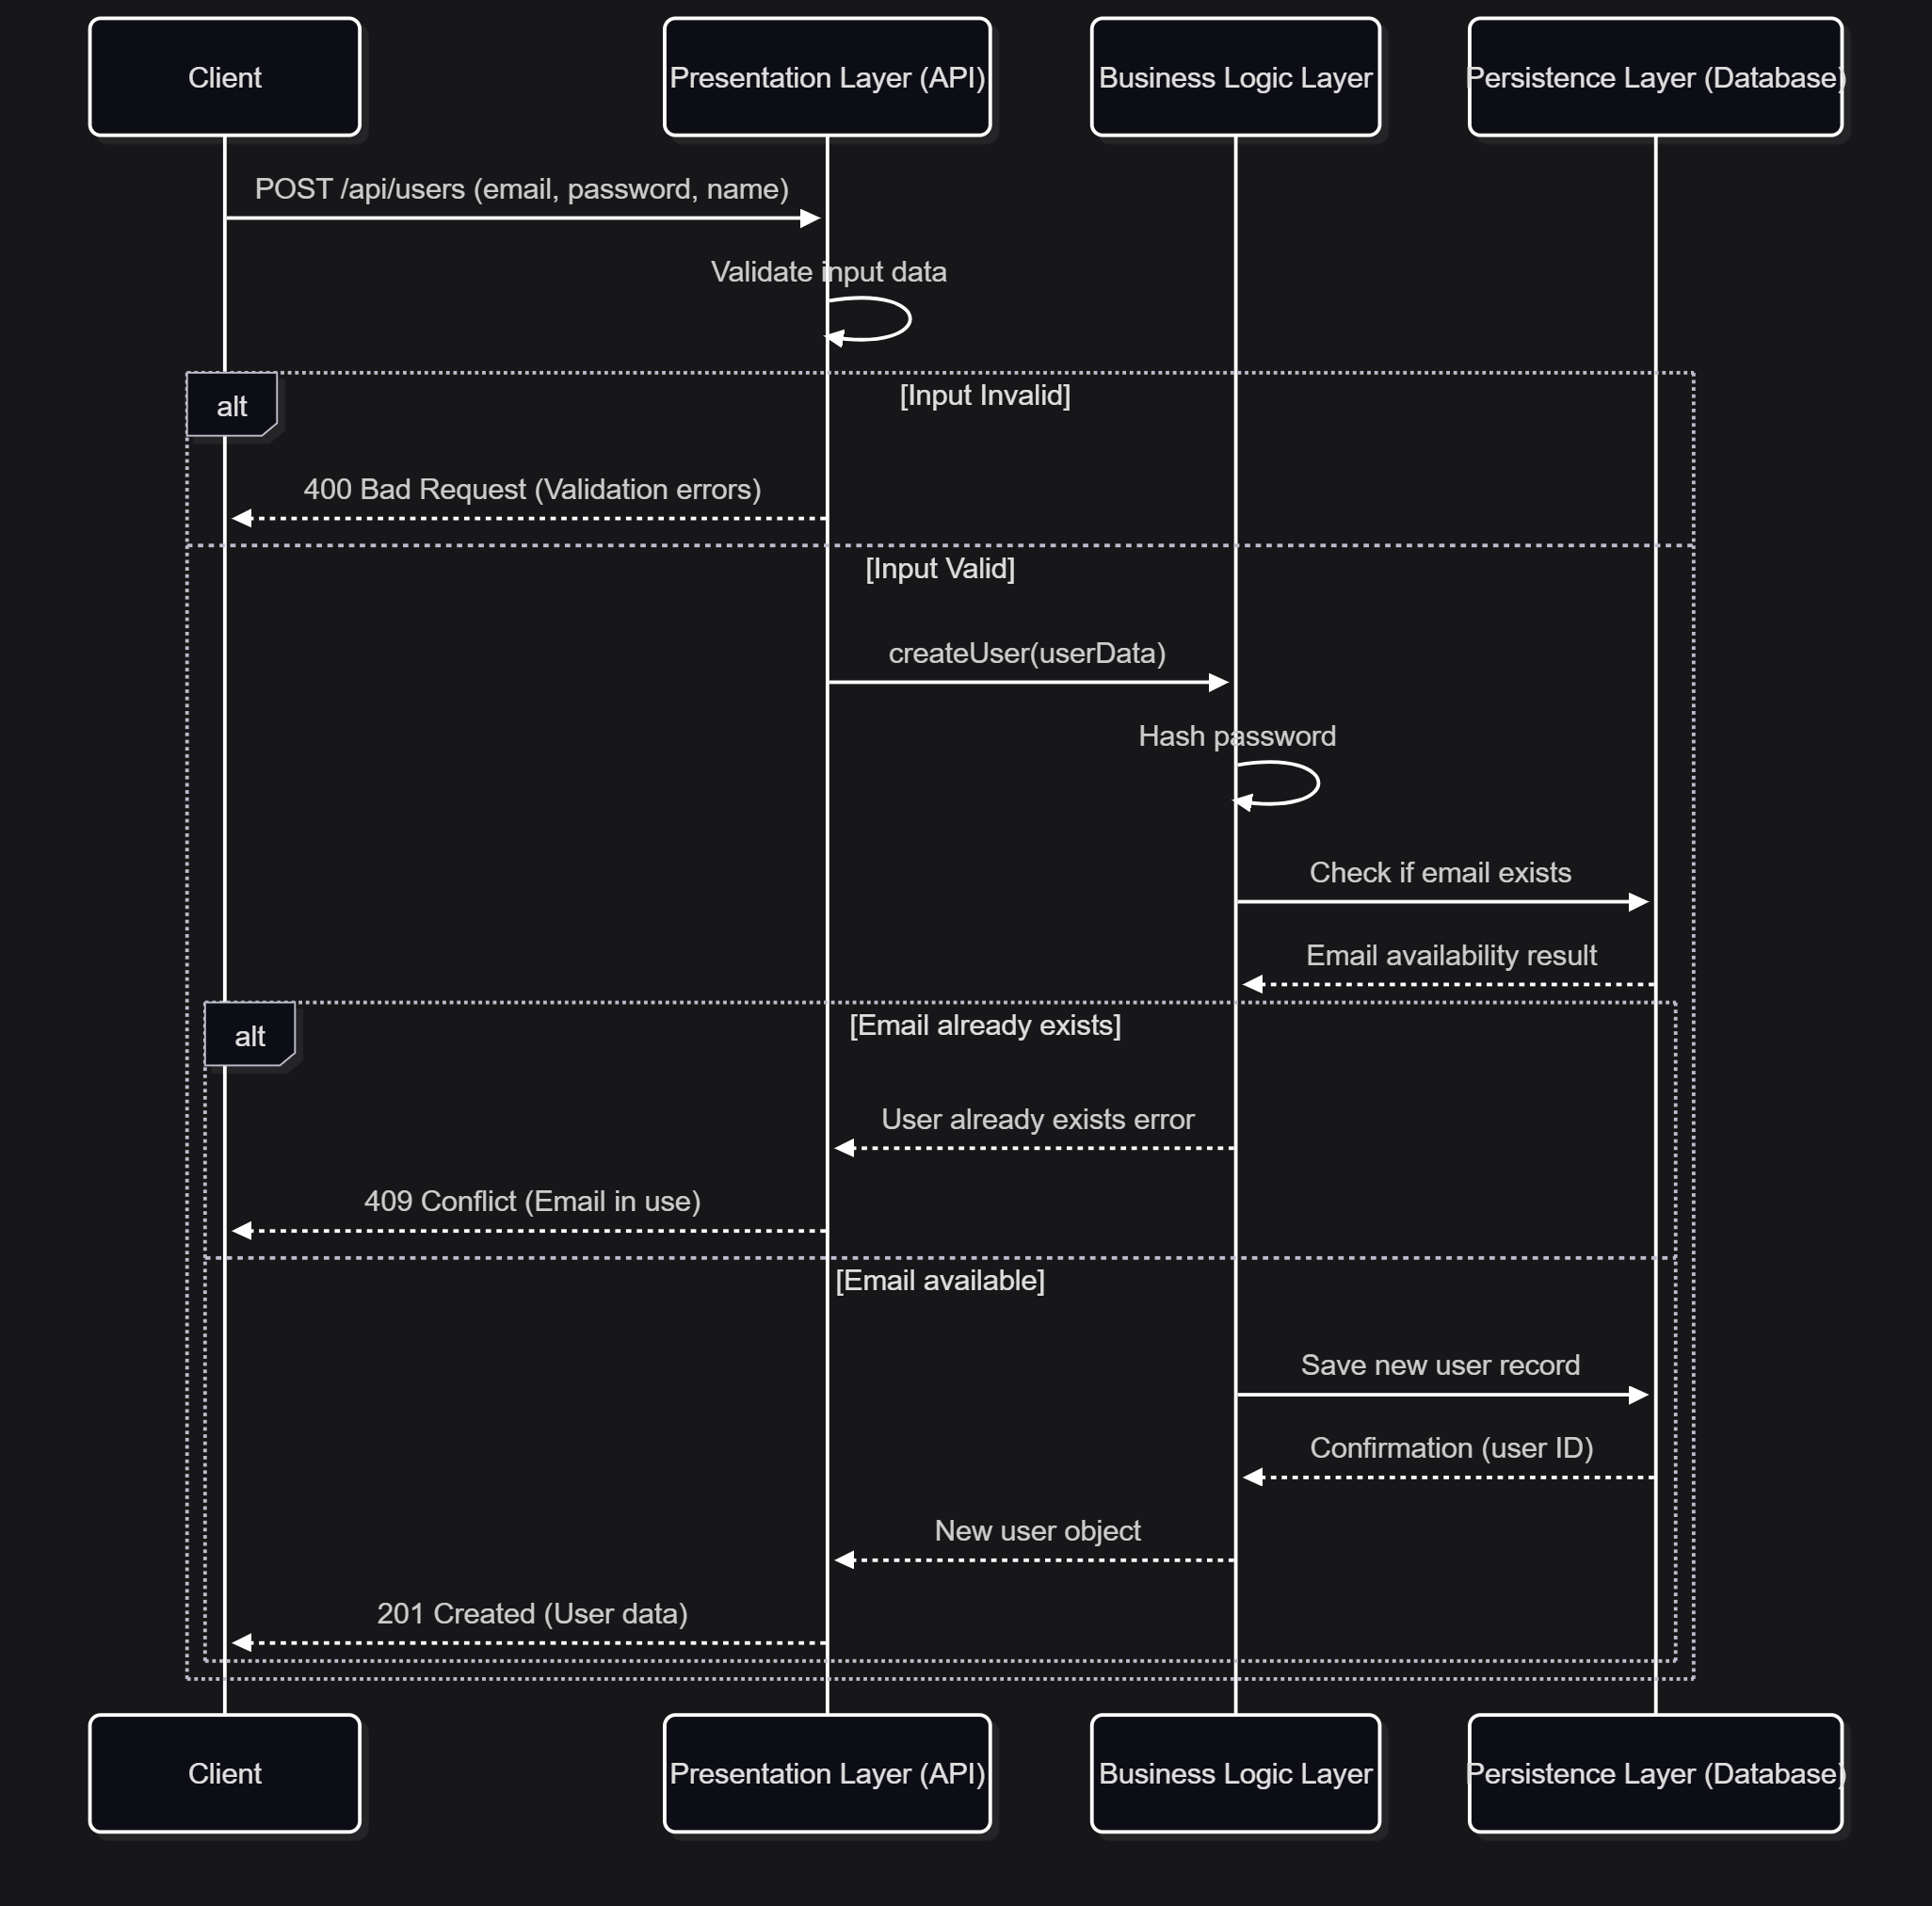 Client
Presentation Layer (API)
Business Logic Layer
Persistence Layer (Database)
POST /api/users (email, password, name)
Validate input data
alt
[Input Invalid]
400 Bad Request (Validation errors)
[Input Valid]
createUser(userData)
Hash password
Check if email exists
Email availability result
alt
[Email already exists]
User already exists error
409 Conflict (Email in use)
[Email available]
Save new user record
Confirmation (user ID)
New user object
201 Created (User data)
Client
Presentation Layer (API)
Business Logic Layer
Persistence Layer (Database)